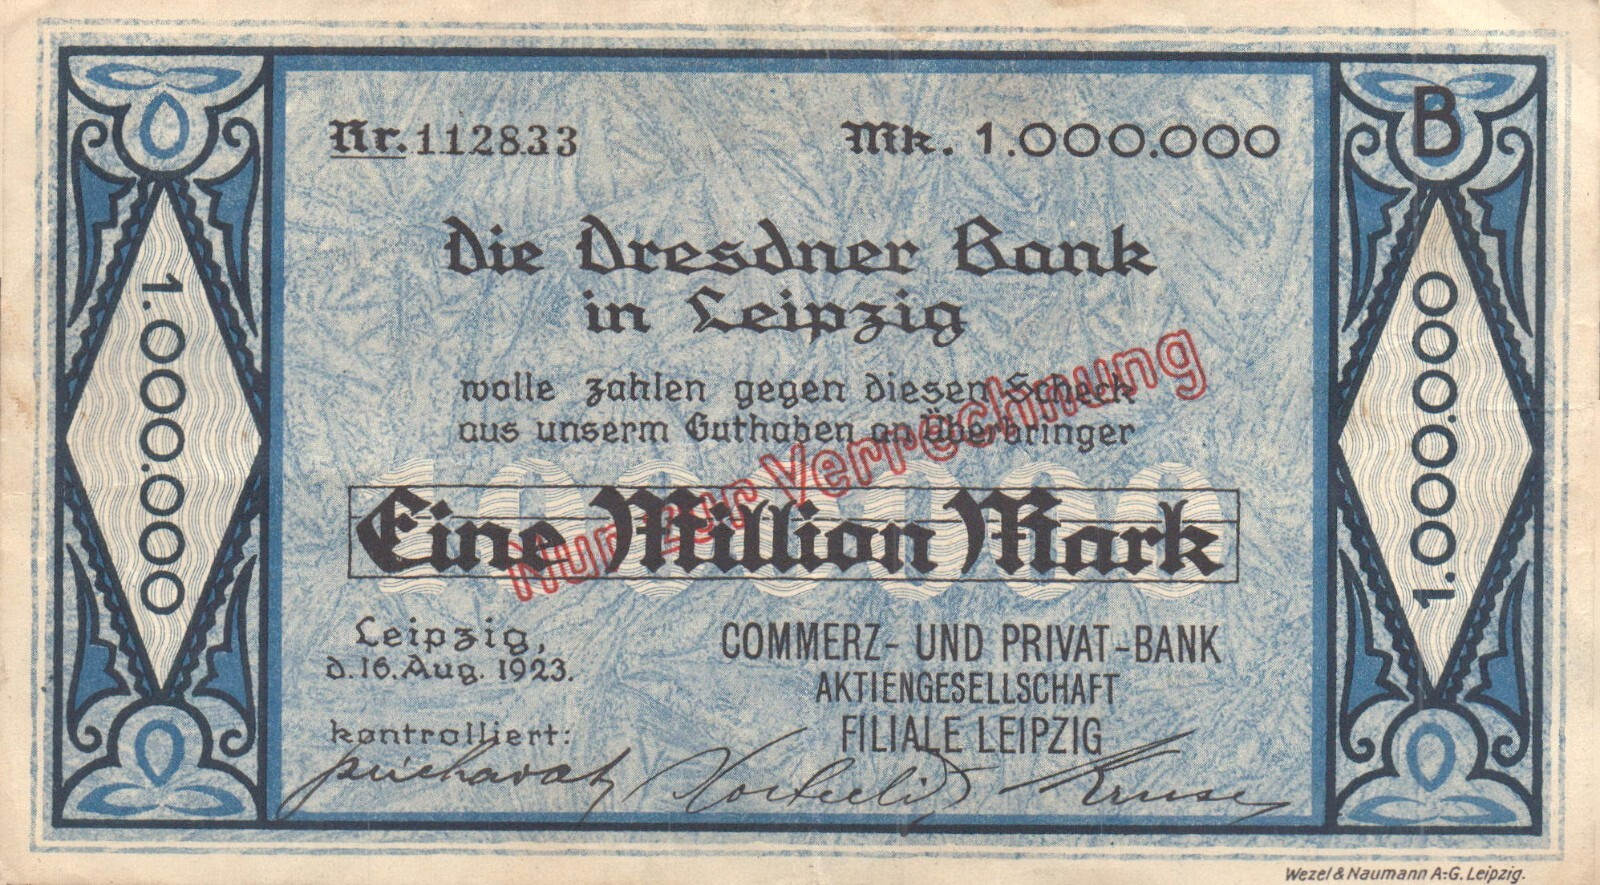 Nr. 112833
Mk. 1.000.000
B
Die Dresdner Bank
in Leipzig
wolle zahlen gegen diesen Scheck
aus unserm Guthaben an Überbringer
1000000
Eine Million Mark
Nur zur Verrechnung
Leipzig,
d. 16. Aug. 1923.
COMMERZ- UND PRIVAT-BANK
AKTIENGESELLSCHAFT
FILIALE LEIPZIG
kontrolliert:
1.000.000
1.000.000
Wezel & Naumann A.-G. Leipzig.